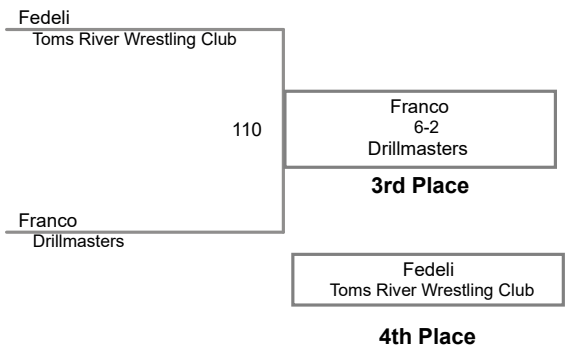 Fedeli
Toms River Wrestling Club
110
Franco
6-2
Drillmasters
3rd Place
Franco
Drillmasters
Fedeli
Toms River Wrestling Club
4th Place